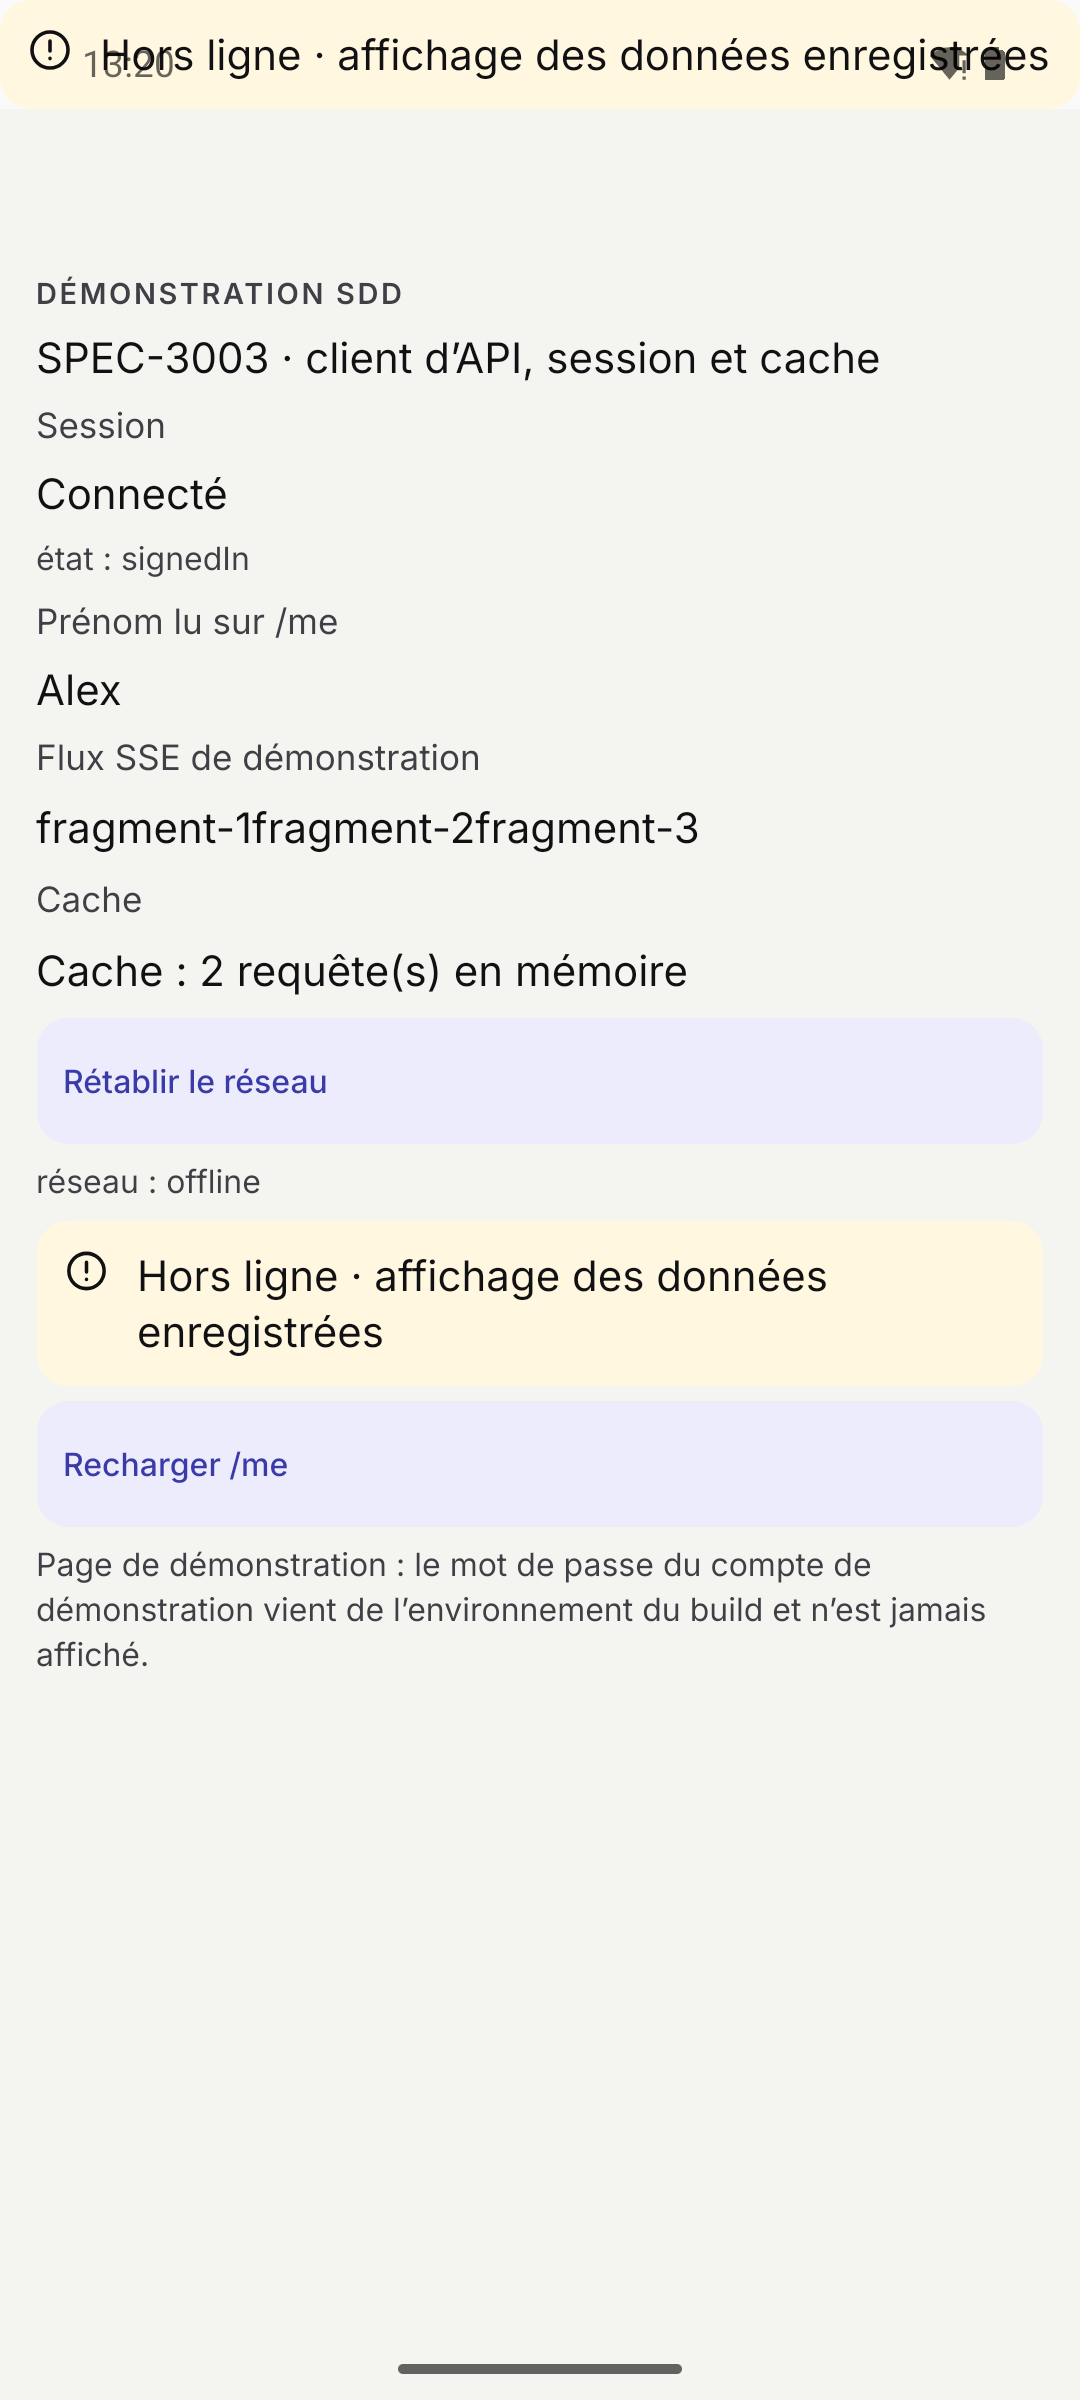 Hors ligne · affichage des données enregistrées
13:20
DÉMONSTRATION SDD
SPEC-3003 · client d’API, session et cache
Session
Connecté
état : signedIn
Prénom lu sur /me
Alex
Flux SSE de démonstration
fragment-1fragment-2fragment-3
Cache
Cache : 2 requête(s) en mémoire
Rétablir le réseau
réseau : offline
Hors ligne · affichage des données
enregistrées
Recharger /me
Page de démonstration : le mot de passe du compte de
démonstration vient de l’environnement du build et n’est jamais
affiché.